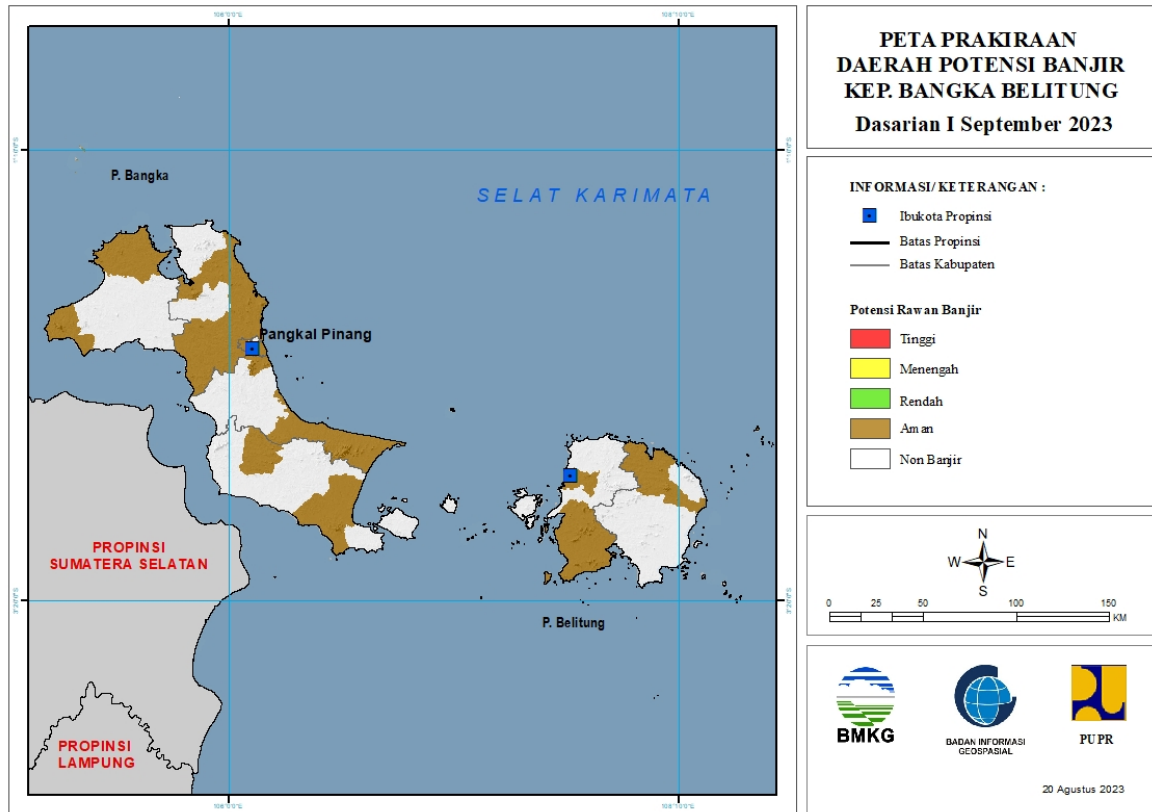 PETA PRAKIRAAN
DAERAH POTENSI BANJIR
KEP. BANGKA BELITUNG
Dasarian I September 2023
P. Bangka
SELAT KARIMATA
Pangkal Pinang
PROPINSI
SUMATERA SELATAN
P. Belitung
PROPINSI
LAMPUNG
INFORMASI/ KETERANGAN :
Ibukota Propinsi
Batas Propinsi
Batas Kabupaten
Potensi Rawan Banjir
Tinggi
Menengah
Rendah
Aman
Non Banjir
N
W E
S
0 25 50 100 150
KM
BMKG
BADAN INFORMASI
GEOSPASIAL
PUPR
20 Agustus 2023